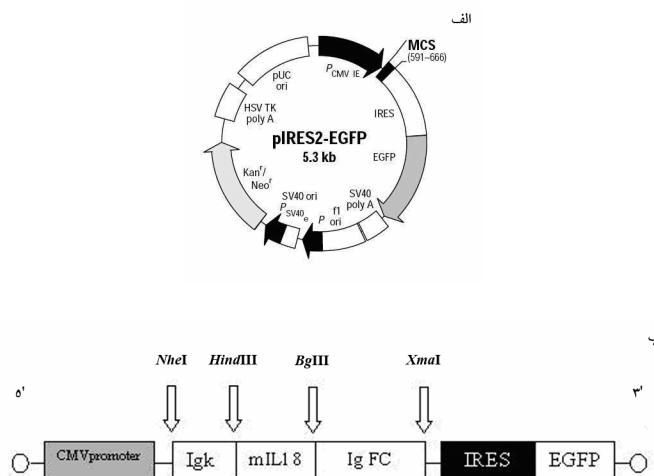 الف
MCS
(591–666)
P CMV IE
pUC
ori
IRES
HSV TK
poly A
pIRES2-EGFP
5.3 kb
EGFP
Kanr/
Neor
SV40 ori
P SV40e
P
f1
ori
SV40
poly A
ب
NheI HindIII BglII XmaI
۵' ۳'
CMVpromoter Igk mIL18 Ig FC IRES EGFP